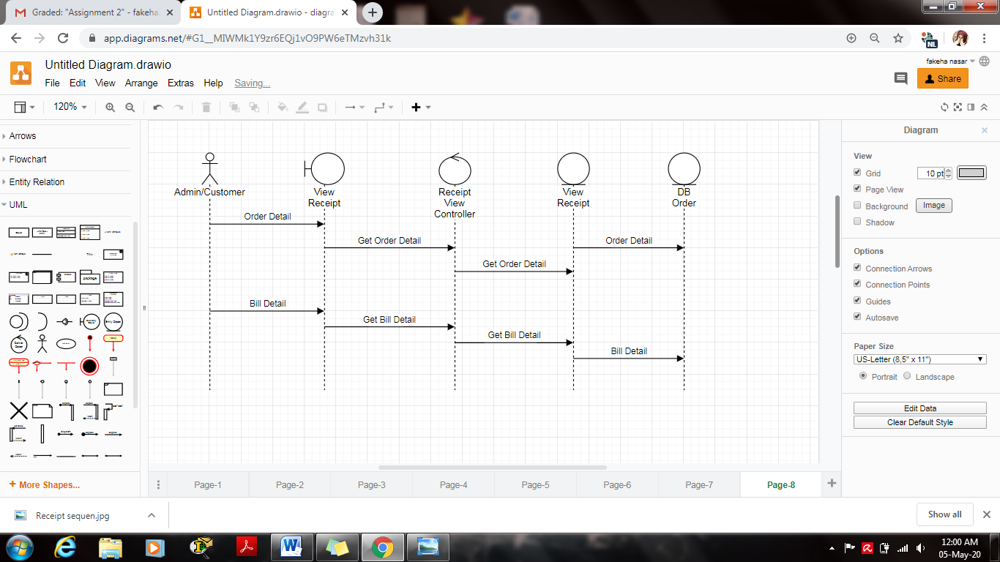 Graded: "Assignment 2" - fakeha.
Untitled Diagram.drawio - diagra
app.diagrams.net/#G1__MIWMk1Y9zr6EQj1vO9PW6eTMzvh31k
NL
Untitled Diagram.drawio
fakeha nasar
File Edit View Arrange Extras Help Saving...
Share
120%
Arrows
Flowchart
Entity Relation
UML
package
More Shapes...
Admin/Customer
View
Receipt
Receipt
View
Controller
View
Receipt
DB
Order
Order Detail
Get Order Detail
Order Detail
Get Order Detail
Bill Detail
Get Bill Detail
Get Bill Detail
Bill Detail
Diagram
View
Grid 10 pt
Page View
Background Image
Shadow
Options
Connection Arrows
Connection Points
Guides
Autosave
Paper Size
US-Letter (8,5" x 11")
Portrait Landscape
Edit Data
Clear Default Style
Page-1 Page-2 Page-3 Page-4 Page-5 Page-6 Page-7 Page-8
Receipt sequen.jpg
Show all
12:00 AM
05-May-20